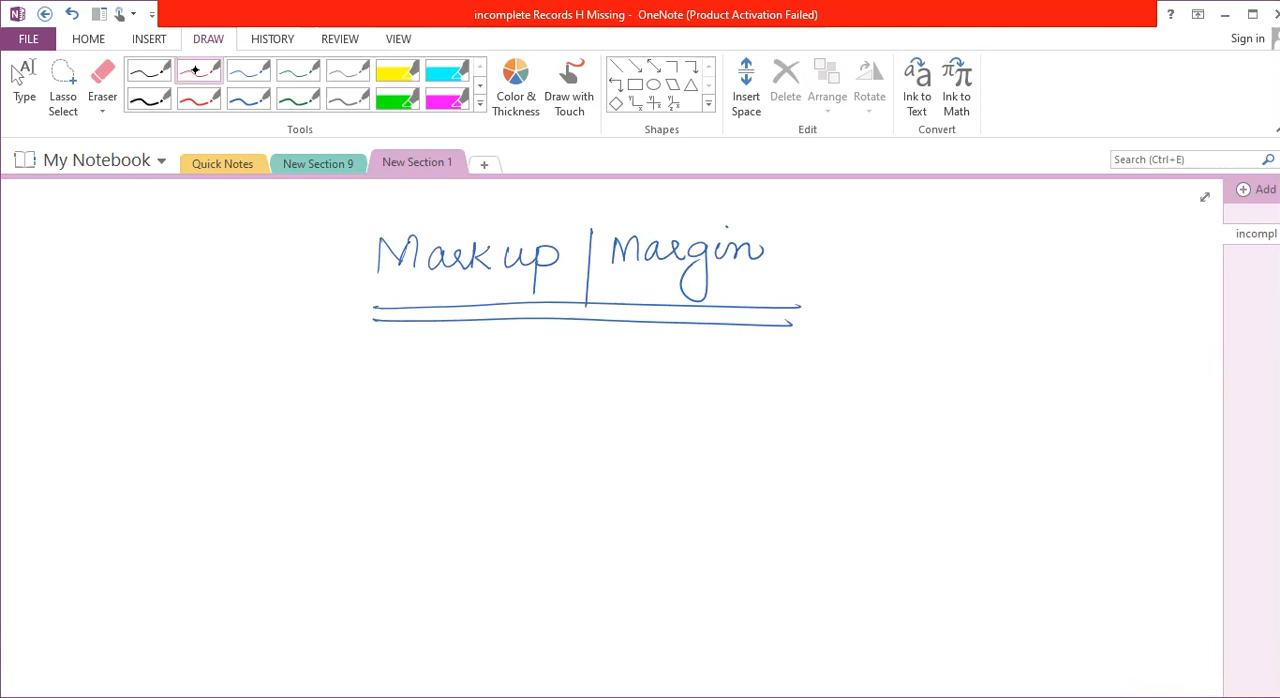 incomplete Records H Missing - OneNote (Product Activation Failed)
?
FILE HOME INSERT DRAW HISTORY REVIEW VIEW
Sign in
Type
Lasso Select
Eraser
Color & Thickness
Draw with Touch
Insert Space
Delete
Arrange
Rotate
Ink to Text
Ink to Math
Tools
Shapes
Edit
Convert
My Notebook
Quick Notes
New Section 9
New Section 1
Search (Ctrl+E)
Add
incompl
Markup | Margin